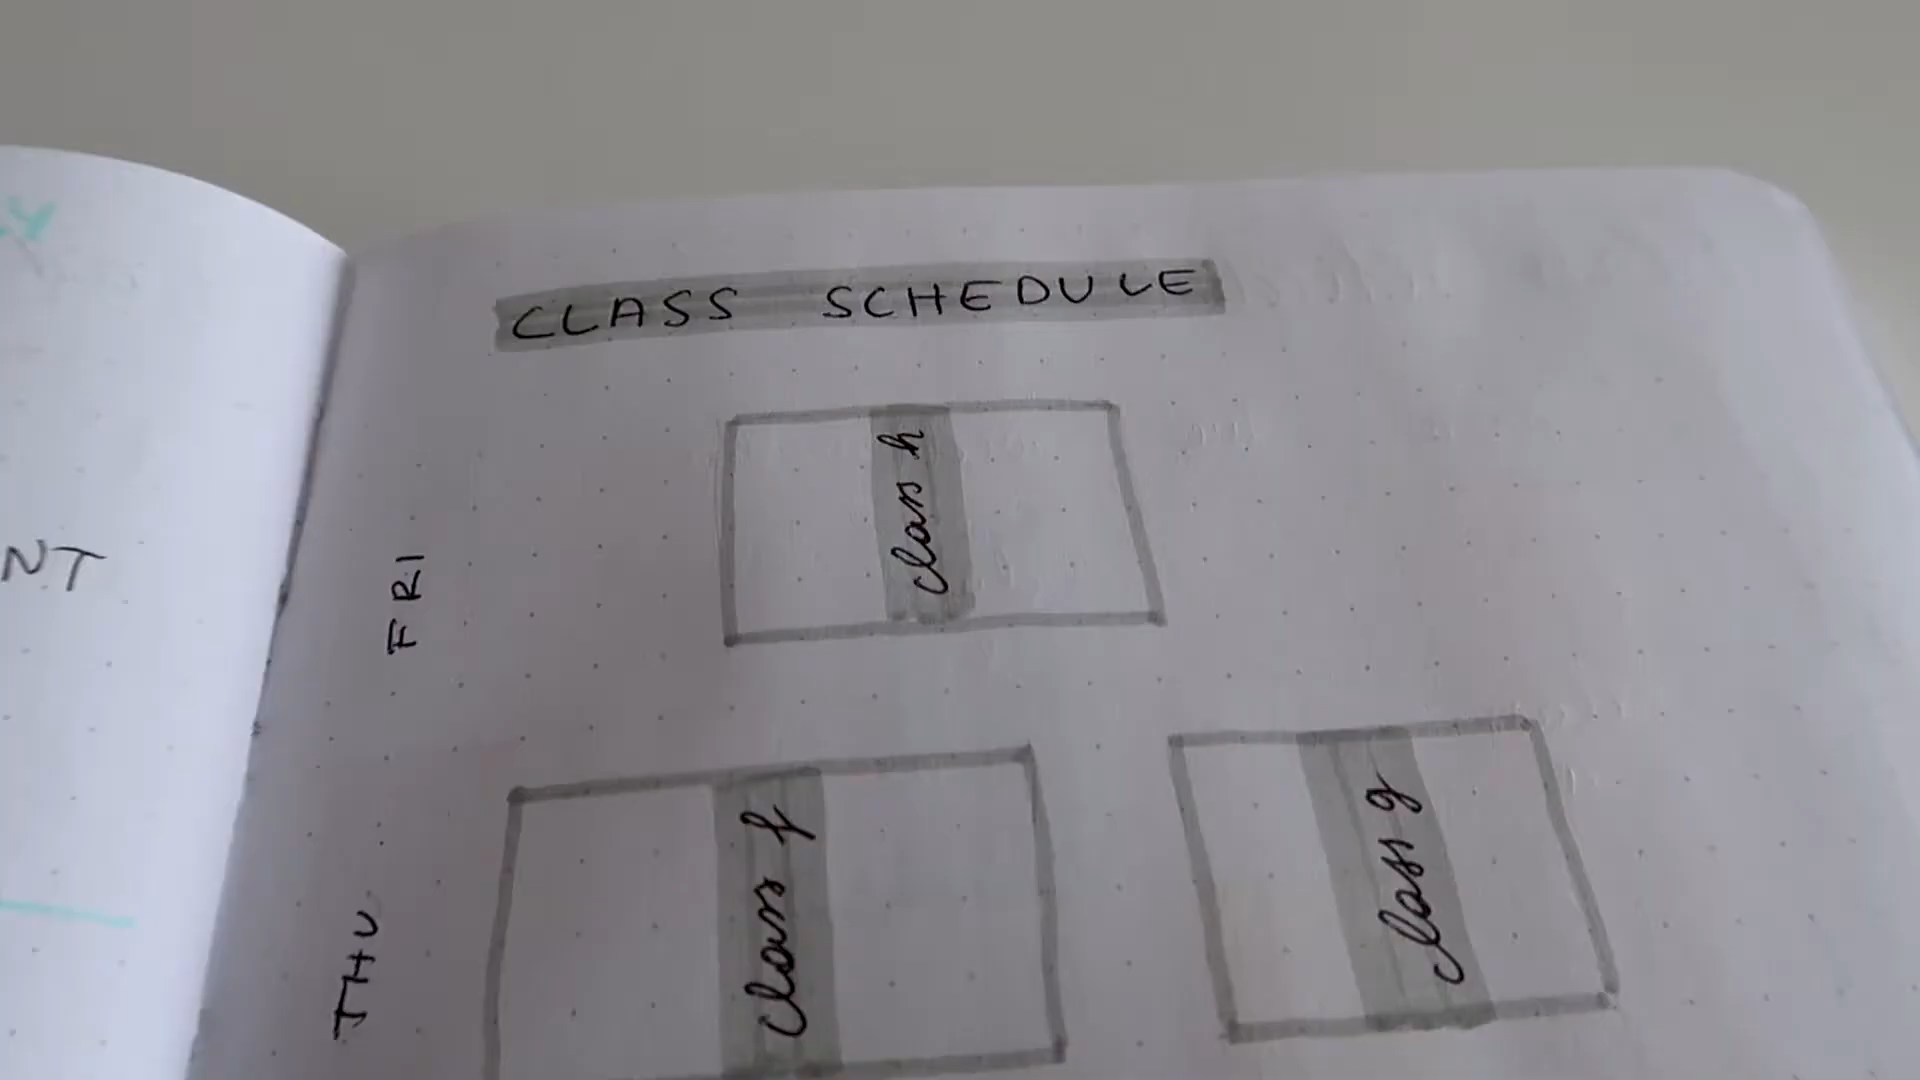 CLASS SCHEDULE
FRI
class h
THU
class f
class g
NT